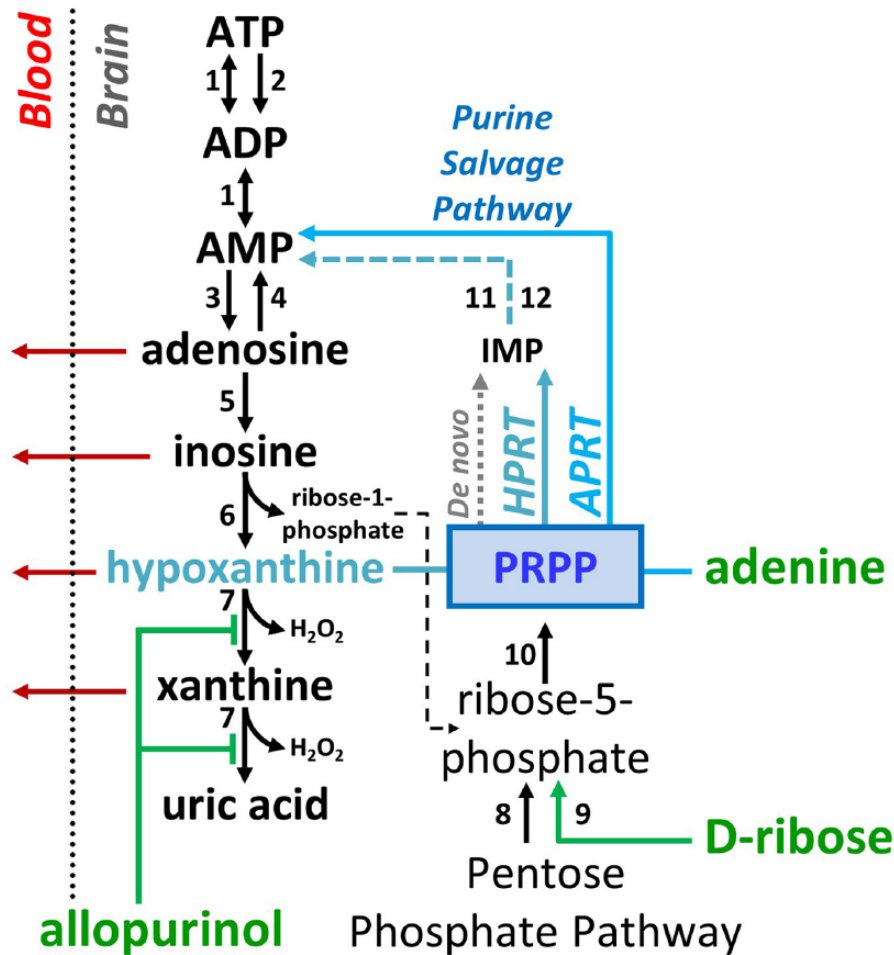 Blood
Brain
ATP
1
2
ADP
1
AMP
3
4
adenosine
5
inosine
6
ribose-1-
phosphate
hypoxanthine
7
H₂O₂
xanthine
7
H₂O₂
uric acid
allopurinol
Purine
Salvage
Pathway
11
12
IMP
De novo
HPRT
APRT
PRPP
adenine
10
ribose-5-
phosphate
8
9
D-ribose
Pentose
Phosphate Pathway